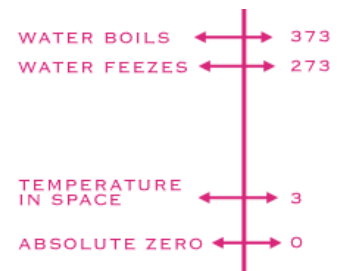 WATER BOILS 373
WATER FEEZES 273
TEMPERATURE
IN SPACE 3
ABSOLUTE ZERO 0